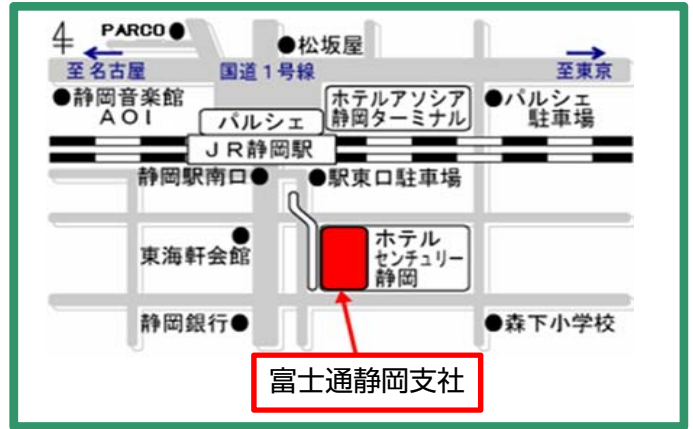 4
PARCO●
●松坂屋
至名古屋
国道1号線
至東京
●静岡音楽館
AOI
パルシェ
ホテルアソシア
静岡ターミナル
●パルシェ
駐車場
JR静岡駅
静岡駅南口●
●駅東口駐車場
東海軒会館
ホテル
センチュリー
静岡
静岡銀行●
●森下小学校
富士通静岡支社